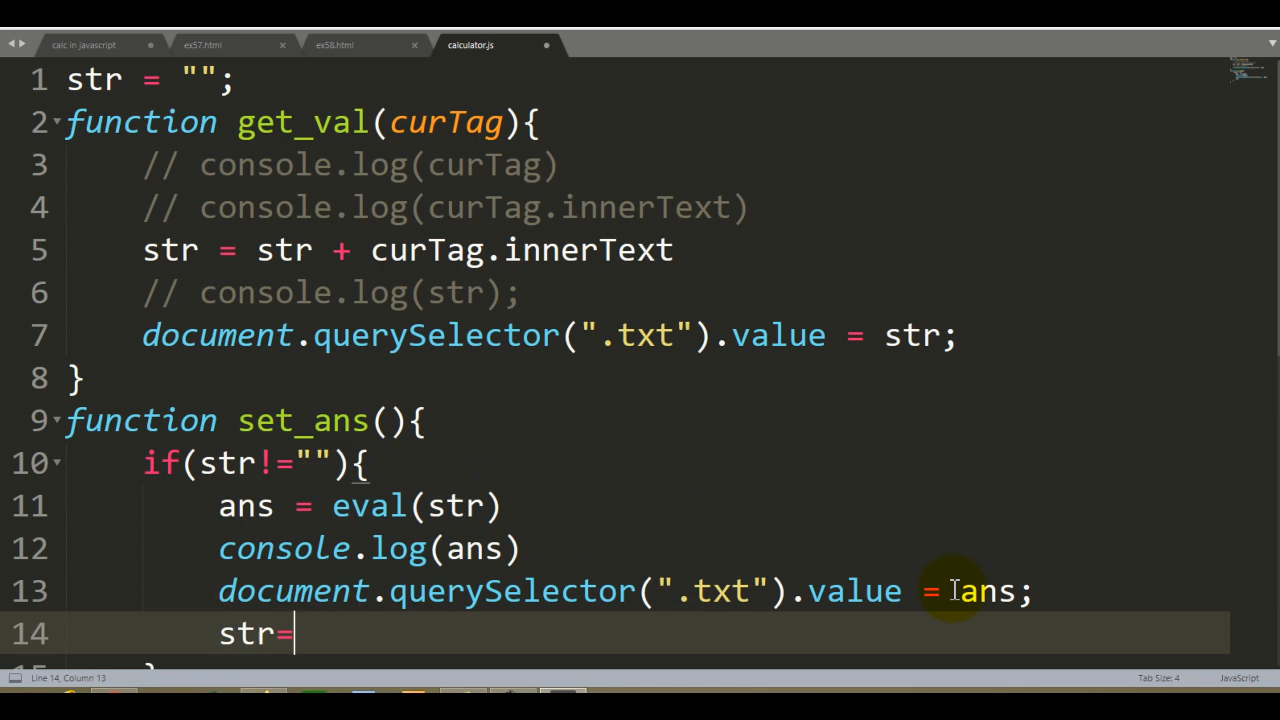 calc in javascript ex57.html ex58.html calculator.js
1 str = "";
2 function get_val(curTag){
3 // console.log(curTag)
4 // console.log(curTag.innerText)
5 str = str + curTag.innerText
6 // console.log(str);
7 document.querySelector(".txt").value = str;
8 }
9 function set_ans(){
10 if(str!=""){
11 ans = eval(str)
12 console.log(ans)
13 document.querySelector(".txt").value = ans;
14 str=
Line 14, Column 13 Tab Size: 4 JavaScript